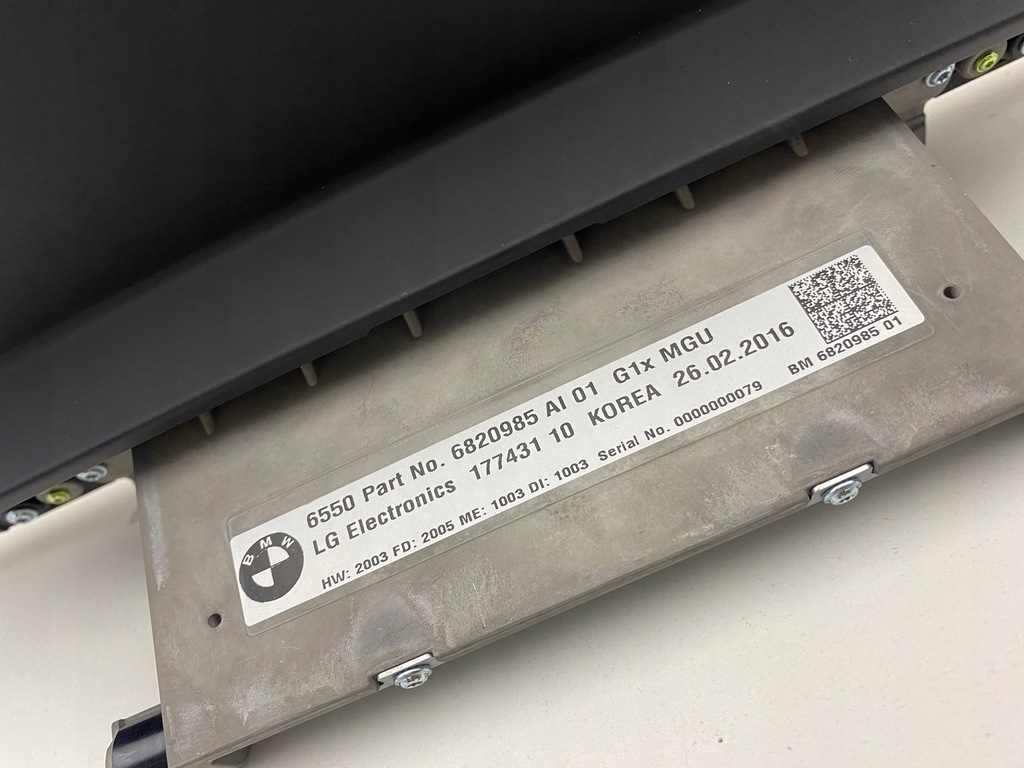 6550 Part No. 6820985 AI 01 G1x MGU
LG Electronics 177431 10 KOREA 26.02.2016
HW: 2003 FD: 2005 ME: 1003 DI: 1003 Serial No. 0000000079
BM 6820985 01
BMW